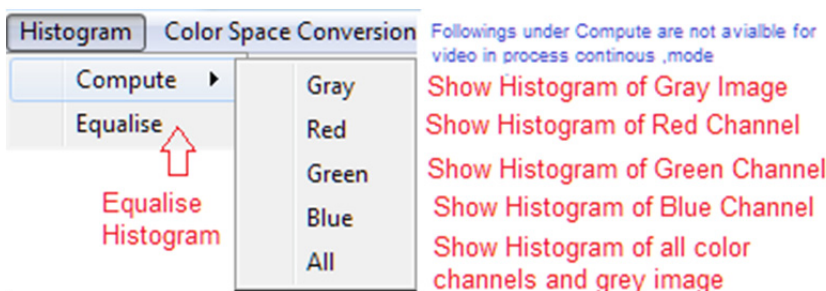 Histogram Color Space Conversion
Compute
Equalise
Equalise
Histogram
Gray
Red
Green
Blue
All
Followings under Compute are not avialble for
video in process continous ,mode
Show Histogram of Gray Image
Show Histogram of Red Channel
Show Histogram of Green Channel
Show Histogram of Blue Channel
Show Histogram of all color
channels and grey image